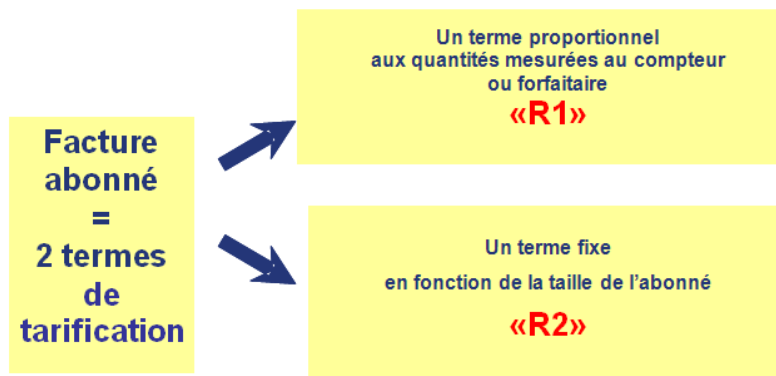 Facture
abonné
=
2 termes
de
tarification
Un terme proportionnel
aux quantités mesurées au compteur
ou forfaitaire
«R1»
Un terme fixe
en fonction de la taille de l'abonné
«R2»